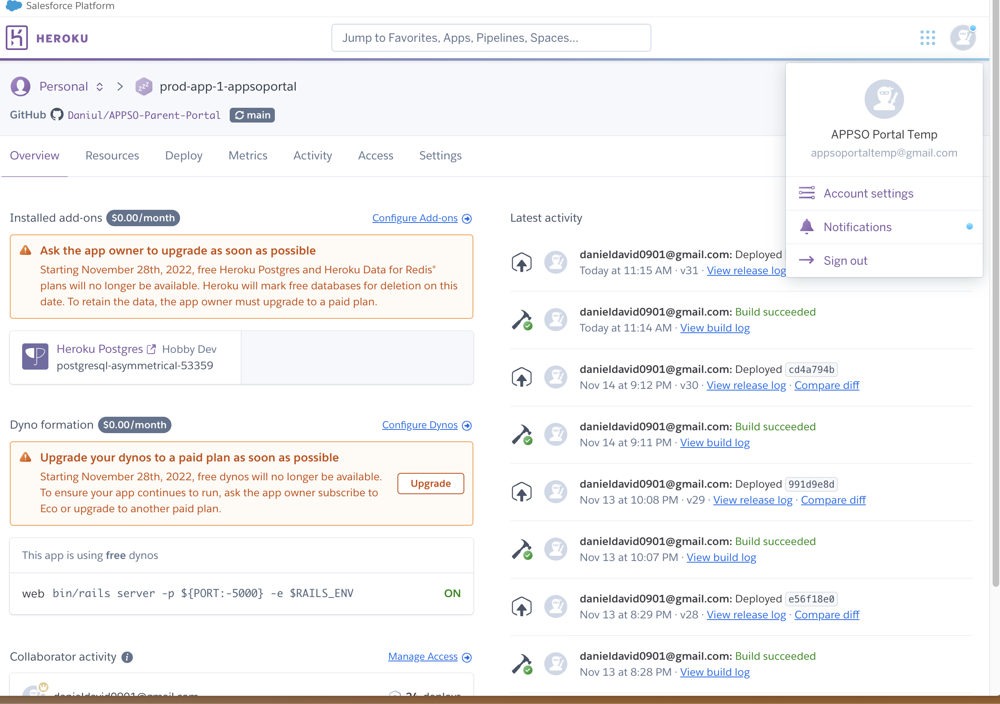 Salesforce Platform
HEROKU
Jump to Favorites, Apps, Pipelines, Spaces...
Personal > prod-app-1-appsoportal
GitHub Daniul/APPSO-Parent-Portal main
Overview Resources Deploy Metrics Activity Access Settings
APPSO Portal Temp
appsoportaltemp@gmail.com
Account settings
Notifications
Sign out
Installed add-ons $0.00/month Configure Add-ons
Ask the app owner to upgrade as soon as possible
Starting November 28th, 2022, free Heroku Postgres and Heroku Data for Redis®
plans will no longer be available. Heroku will mark free databases for deletion on this
date. To retain the data, the app owner must upgrade to a paid plan.
Heroku Postgres Hobby Dev
postgresql-asymmetrical-53359
Dyno formation $0.00/month Configure Dynos
Upgrade your dynos to a paid plan as soon as possible
Starting November 28th, 2022, free dynos will no longer be available.
To ensure your app continues to run, ask the app owner subscribe to
Eco or upgrade to another paid plan.
Upgrade
This app is using free dynos
web bin/rails server -p ${PORT:-5000} -e $RAILS_ENV ON
Collaborator activity Manage Access
danieldavid0901@gmail.com 24 deploys
Latest activity
danieldavid0901@gmail.com: Deployed
Today at 11:15 AM · v31 · View release log
danieldavid0901@gmail.com: Build succeeded
Today at 11:14 AM · View build log
danieldavid0901@gmail.com: Deployed cd4a794b
Nov 14 at 9:12 PM · v30 · View release log · Compare diff
danieldavid0901@gmail.com: Build succeeded
Nov 14 at 9:11 PM · View build log
danieldavid0901@gmail.com: Deployed 991d9e8d
Nov 13 at 10:08 PM · v29 · View release log · Compare diff
danieldavid0901@gmail.com: Build succeeded
Nov 13 at 10:07 PM · View build log
danieldavid0901@gmail.com: Deployed e56f18e0
Nov 13 at 8:29 PM · v28 · View release log · Compare diff
danieldavid0901@gmail.com: Build succeeded
Nov 13 at 8:28 PM · View build log